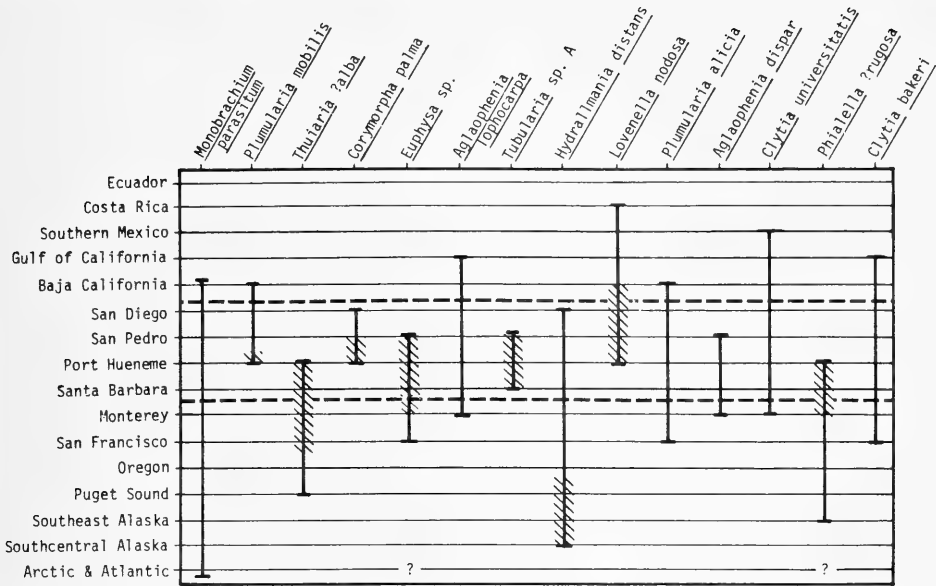 Monobrachium
parasitum
Plumularia mobilis
Thuiaria ?alba
Corymorpha palma
Euphysa sp.
Aglaophenia
lophocarpa
Tubularia sp. A
Hydrallmania distans
Lovenella nodosa
Plumularia alicia
Aglaophenia dispar
Clytia universitatis
Phialella ?rugosa
Clytia bakeri
Ecuador
Costa Rica
Southern Mexico
Gulf of California
Baja California
San Diego
San Pedro
Port Hueneme
Santa Barbara
Monterey
San Francisco
Oregon
Puget Sound
Southeast Alaska
Southcentral Alaska
Arctic & Atlantic ? ?